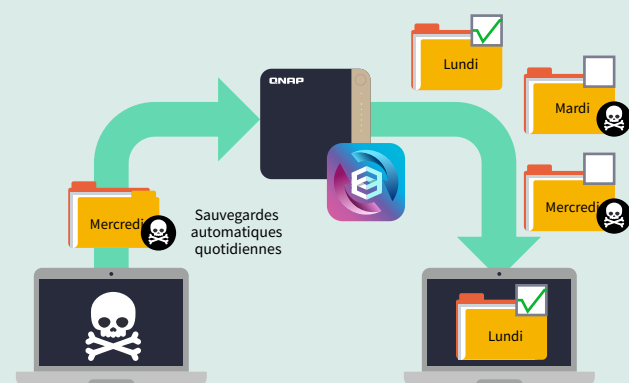 QNAP
Lundi
Mardi
Mercredi
Mercredi
Sauvegardes
automatiques
quotidiennes
Lundi